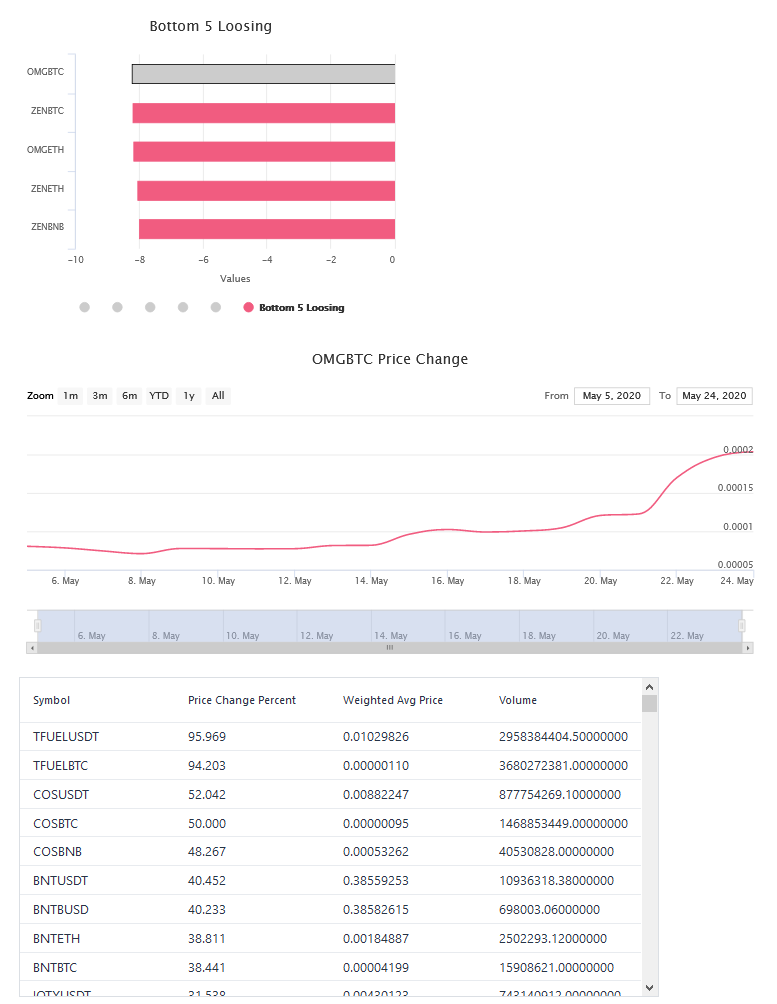 Bottom 5 Loosing
OMGBTC
ZENBTC
OMGETH
ZENETH
ZENBNB
−10 −8 −6 −4 −2 0
Values
Bottom 5 Loosing
OMGBTC Price Change
Zoom 1m 3m 6m YTD 1y All From May 5, 2020 To May 24, 2020
0.0002
0.00015
0.0001
0.00005
6. May 8. May 10. May 12. May 14. May 16. May 18. May 20. May 22. May 24. May
6. May 8. May 10. May 12. May 14. May 16. May 18. May 20. May 22. May
Symbol Price Change Percent Weighted Avg Price Volume
TFUELUSDT 95.969 0.01029826 2958384404.50000000
TFUELBTC 94.203 0.00000110 3680272381.00000000
COSUSDT 52.042 0.00882247 877754269.10000000
COSBTC 50.000 0.00000095 1468853449.00000000
COSBNB 48.267 0.00053262 40530828.00000000
BNTUSDT 40.452 0.38559253 10936318.38000000
BNTBUSD 40.233 0.38582615 698003.06000000
BNTETH 38.811 0.00184887 2502293.12000000
BNTBTC 38.441 0.00004199 15908621.00000000
IOTXUSDT 31.538 0.00430123 743140912.00000000